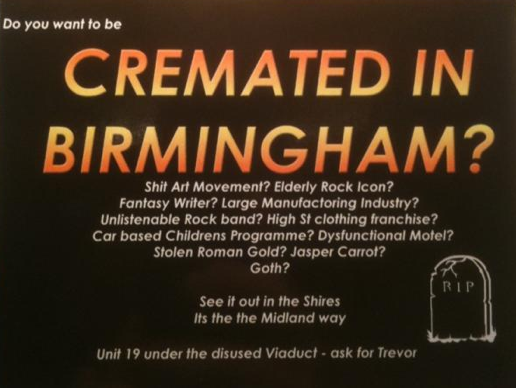 Do you want to be
CREMATED IN
BIRMINGHAM?
Shit Art Movement? Elderly Rock Icon?
Fantasy Writer? Large Manufactoring Industry?
Unlistenable Rock band? High St clothing franchise?
Car based Childrens Programme? Dysfunctional Motel?
Stolen Roman Gold? Jasper Carrot?
Goth?
R I P
See it out in the Shires
Its the the Midland way
Unit 19 under the disused Viaduct - ask for Trevor